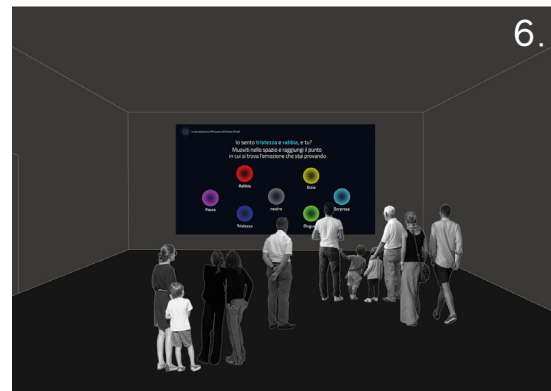 6.
Io sento tristezza e rabbia, e tu?
Muoviti nello spazio e raggiungi il punto
in cui si trova l'emozione che stai provando
Rabbia
Gioia
Paura
neutro
Sorpresa
Tristezza